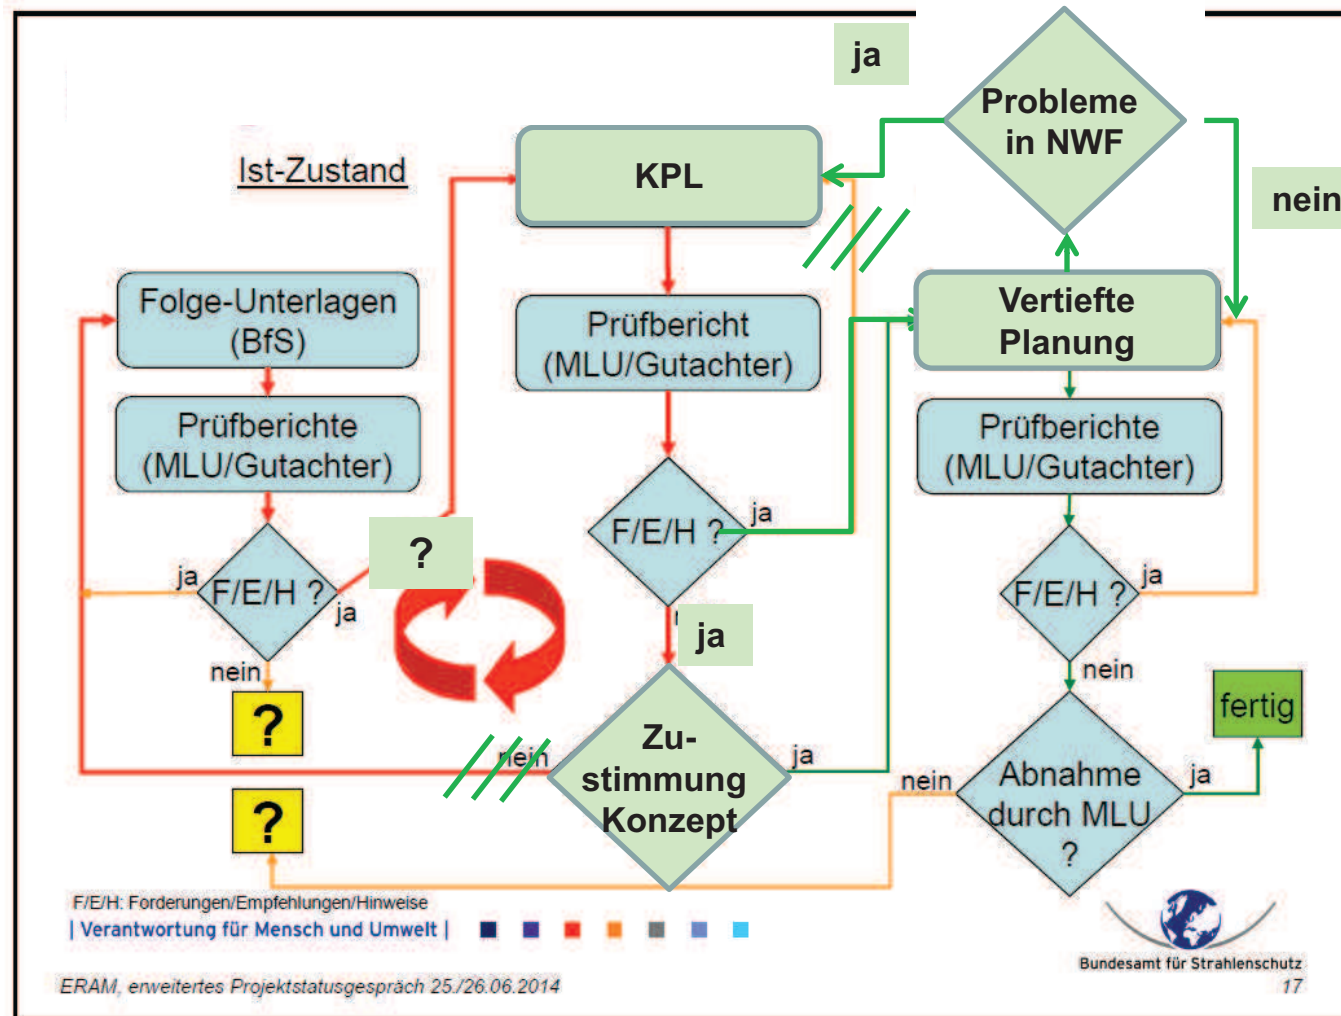 ja
Probleme
in NWF
nein
Ist-Zustand
KPL
Folge-Unterlagen
(BfS)
Prüfberichte
(MLU/Gutachter)
F/E/H ?
ja
ja
nein
?
?
?
Prüfbericht
(MLU/Gutachter)
F/E/H ?
ja
ja
Zu-
stimmung
Konzept
nein
ja
Vertiefte
Planung
Prüfberichte
(MLU/Gutachter)
F/E/H ?
ja
nein
Abnahme
durch MLU
?
nein
ja
fertig
F/E/H: Forderungen/Empfehlungen/Hinweise
| Verantwortung für Mensch und Umwelt |
Bundesamt für Strahlenschutz
ERAM, erweitertes Projektstatusgespräch 25./26.06.2014
17